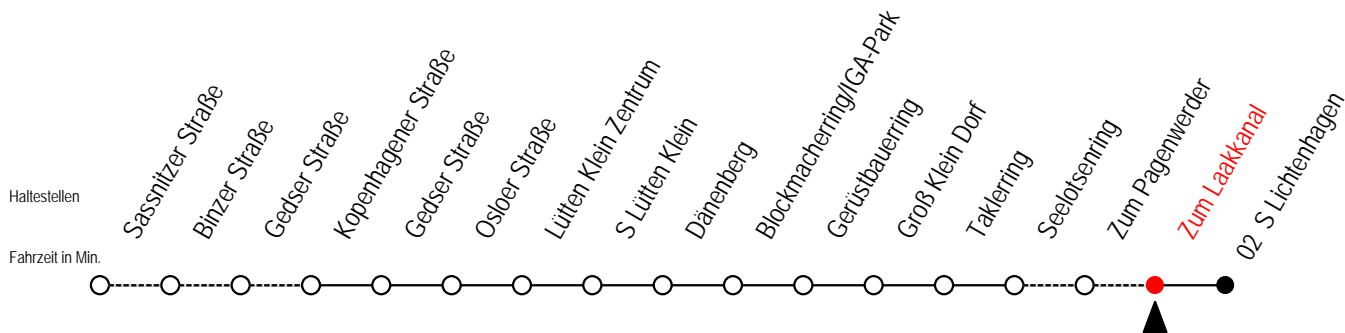 Haltestellen
Sassnitzer Straße
Binzer Straße
Gedser Straße
Kopenhagener Straße
Gedser Straße
Osloer Straße
Lütten Klein Zentrum
S Lütten Klein
Dänenberg
Blockmacherring/IGA-Park
Gerüstbauerring
Groß Klein Dorf
Taklerring
Seelotsenring
Zum Pagenwerder
Zum Laakkanal
02 S Lichtenhagen
Fahrzeit in Min.